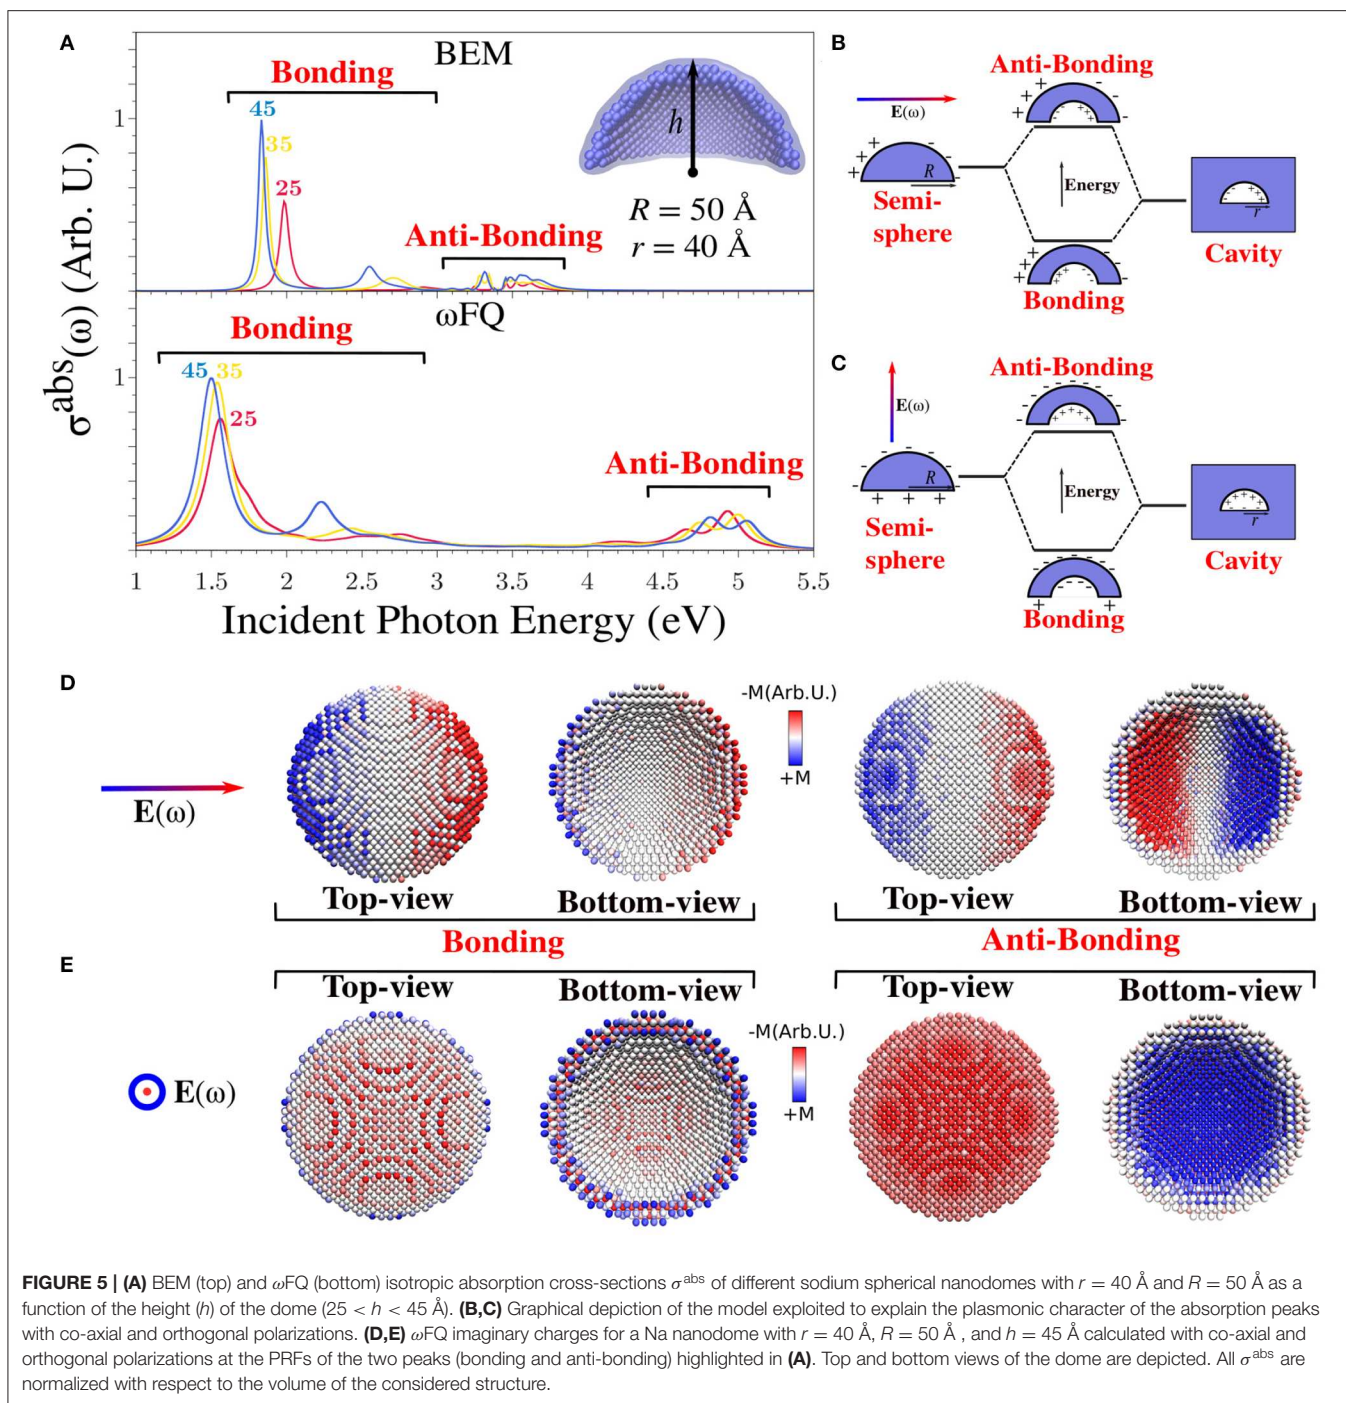 A
BEM
Bonding
45
35
25
h
R = 50 Å
r = 40 Å
Anti-Bonding
1
ωFQ
Bonding
45 35
25
Anti-Bonding
1
σabs(ω) (Arb. U.)
1 1.5 2 2.5 3 3.5 4 4.5 5 5.5
Incident Photon Energy (eV)
B
Anti-Bonding
E(ω)
R
Semi-
sphere
Energy
r
Cavity
Bonding
C
Anti-Bonding
E(ω)
R
Semi-
sphere
Energy
r
Cavity
Bonding
D
E(ω)
-M(Arb.U.)
+M
Top-view Bottom-view Top-view Bottom-view
Bonding Anti-Bonding
E
Top-view Bottom-view Top-view Bottom-view
E(ω)
-M(Arb.U.)
+M
FIGURE 5 | (A) BEM (top) and ωFQ (bottom) isotropic absorption cross-sections σabs of different sodium spherical nanodomes with r = 40 Å and R = 50 Å as a
function of the height (h) of the dome (25 < h < 45 Å). (B,C) Graphical depiction of the model exploited to explain the plasmonic character of the absorption peaks
with co-axial and orthogonal polarizations. (D,E) ωFQ imaginary charges for a Na nanodome with r = 40 Å, R = 50 Å , and h = 45 Å calculated with co-axial and
orthogonal polarizations at the PRFs of the two peaks (bonding and anti-bonding) highlighted in (A). Top and bottom views of the dome are depicted. All σabs are
normalized with respect to the volume of the considered structure.